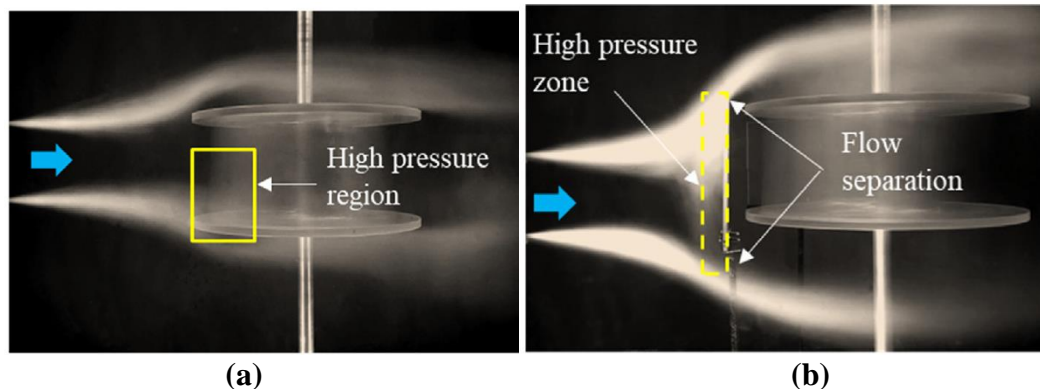 High pressure
region
High pressure
zone
Flow
separation
(a)
(b)